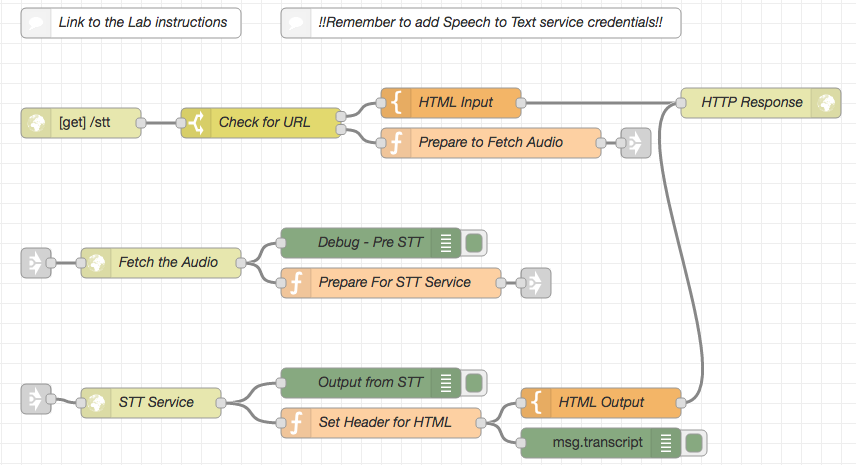 Link to the Lab instructions
!!Remember to add Speech to Text service credentials!!
[get] /stt
Check for URL
HTML Input
HTTP Response
Prepare to Fetch Audio
Fetch the Audio
Debug - Pre STT
Prepare For STT Service
STT Service
Output from STT
Set Header for HTML
HTML Output
msg.transcript